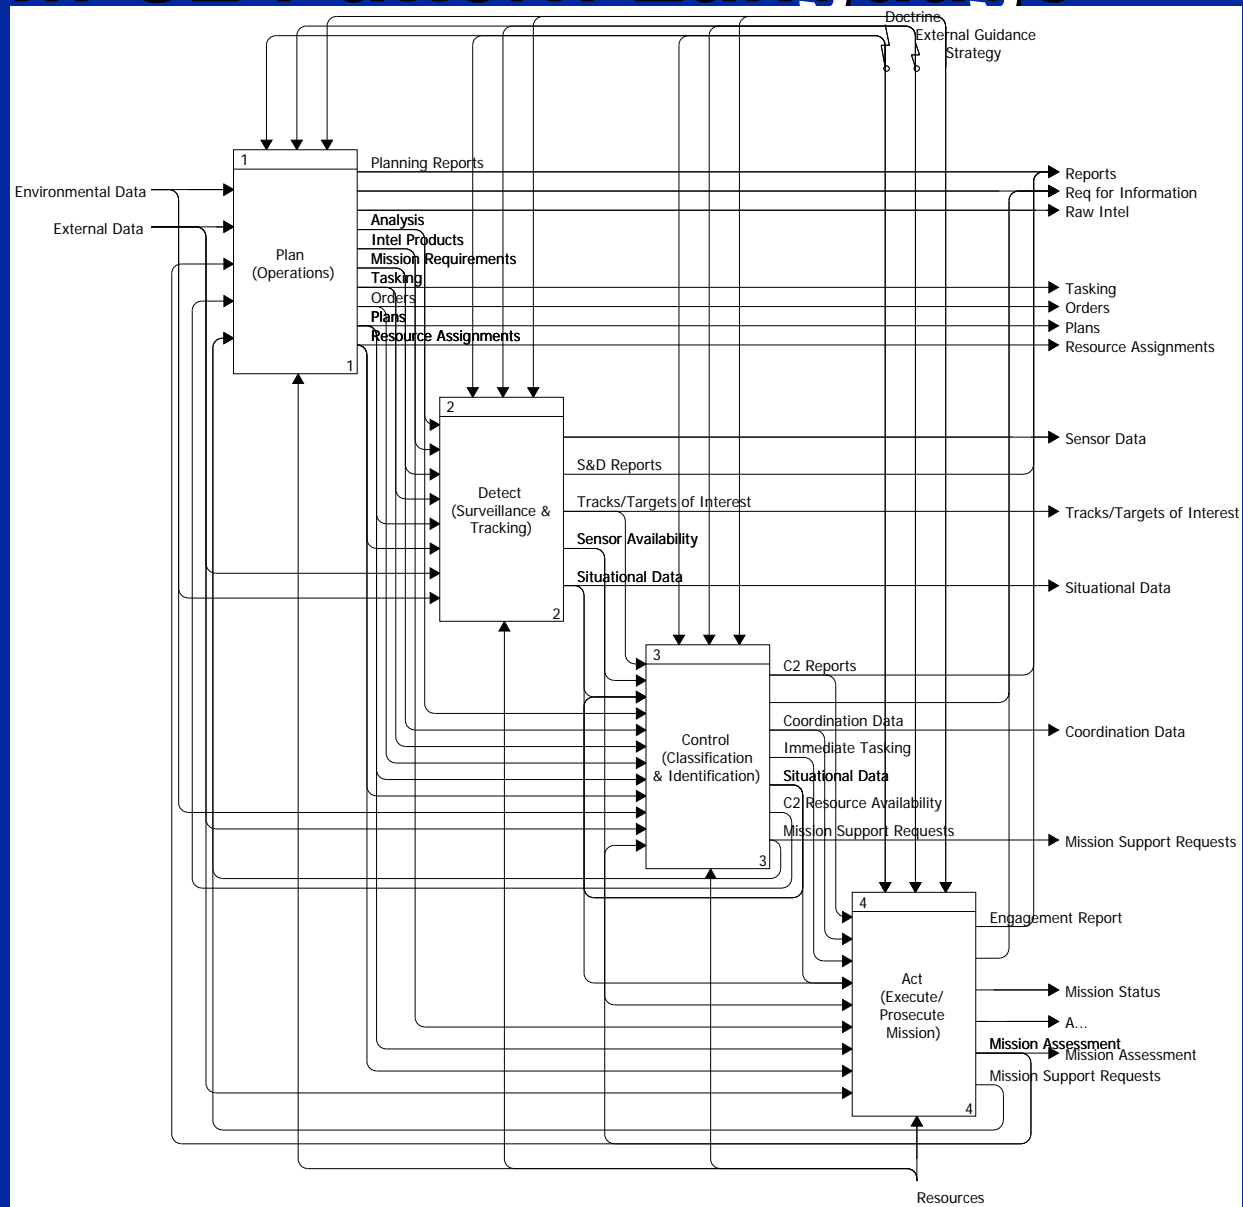 Doctrine
External Guidance
Strategy
1
Planning Reports
Reports
Environmental Data
Req for Information
Raw Intel
Analysis
External Data
Intel Products
Plan
(Operations)
Mission Requirements
Tasking
Tasking
Orders
Orders
Plans
Plans
Resource Assignments
Resource Assignments
1
2
Sensor Data
S&D Reports
Detect
(Surveillance &
Tracking)
Tracks/Targets of Interest
Tracks/Targets of Interest
Sensor Availability
Situational Data
Situational Data
2
3
C2 Reports
Coordination Data
Coordination Data
Control
(Classification
& Identification)
Immediate Tasking
Situational Data
C2 Resource Availability
Mission Support Requests
Mission Support Requests
3
4
Engagement Report
Act
(Execute/
Prosecute
Mission)
Mission Status
A...
Mission Assessment
Mission Assessment
Mission Support Requests
4
Resources